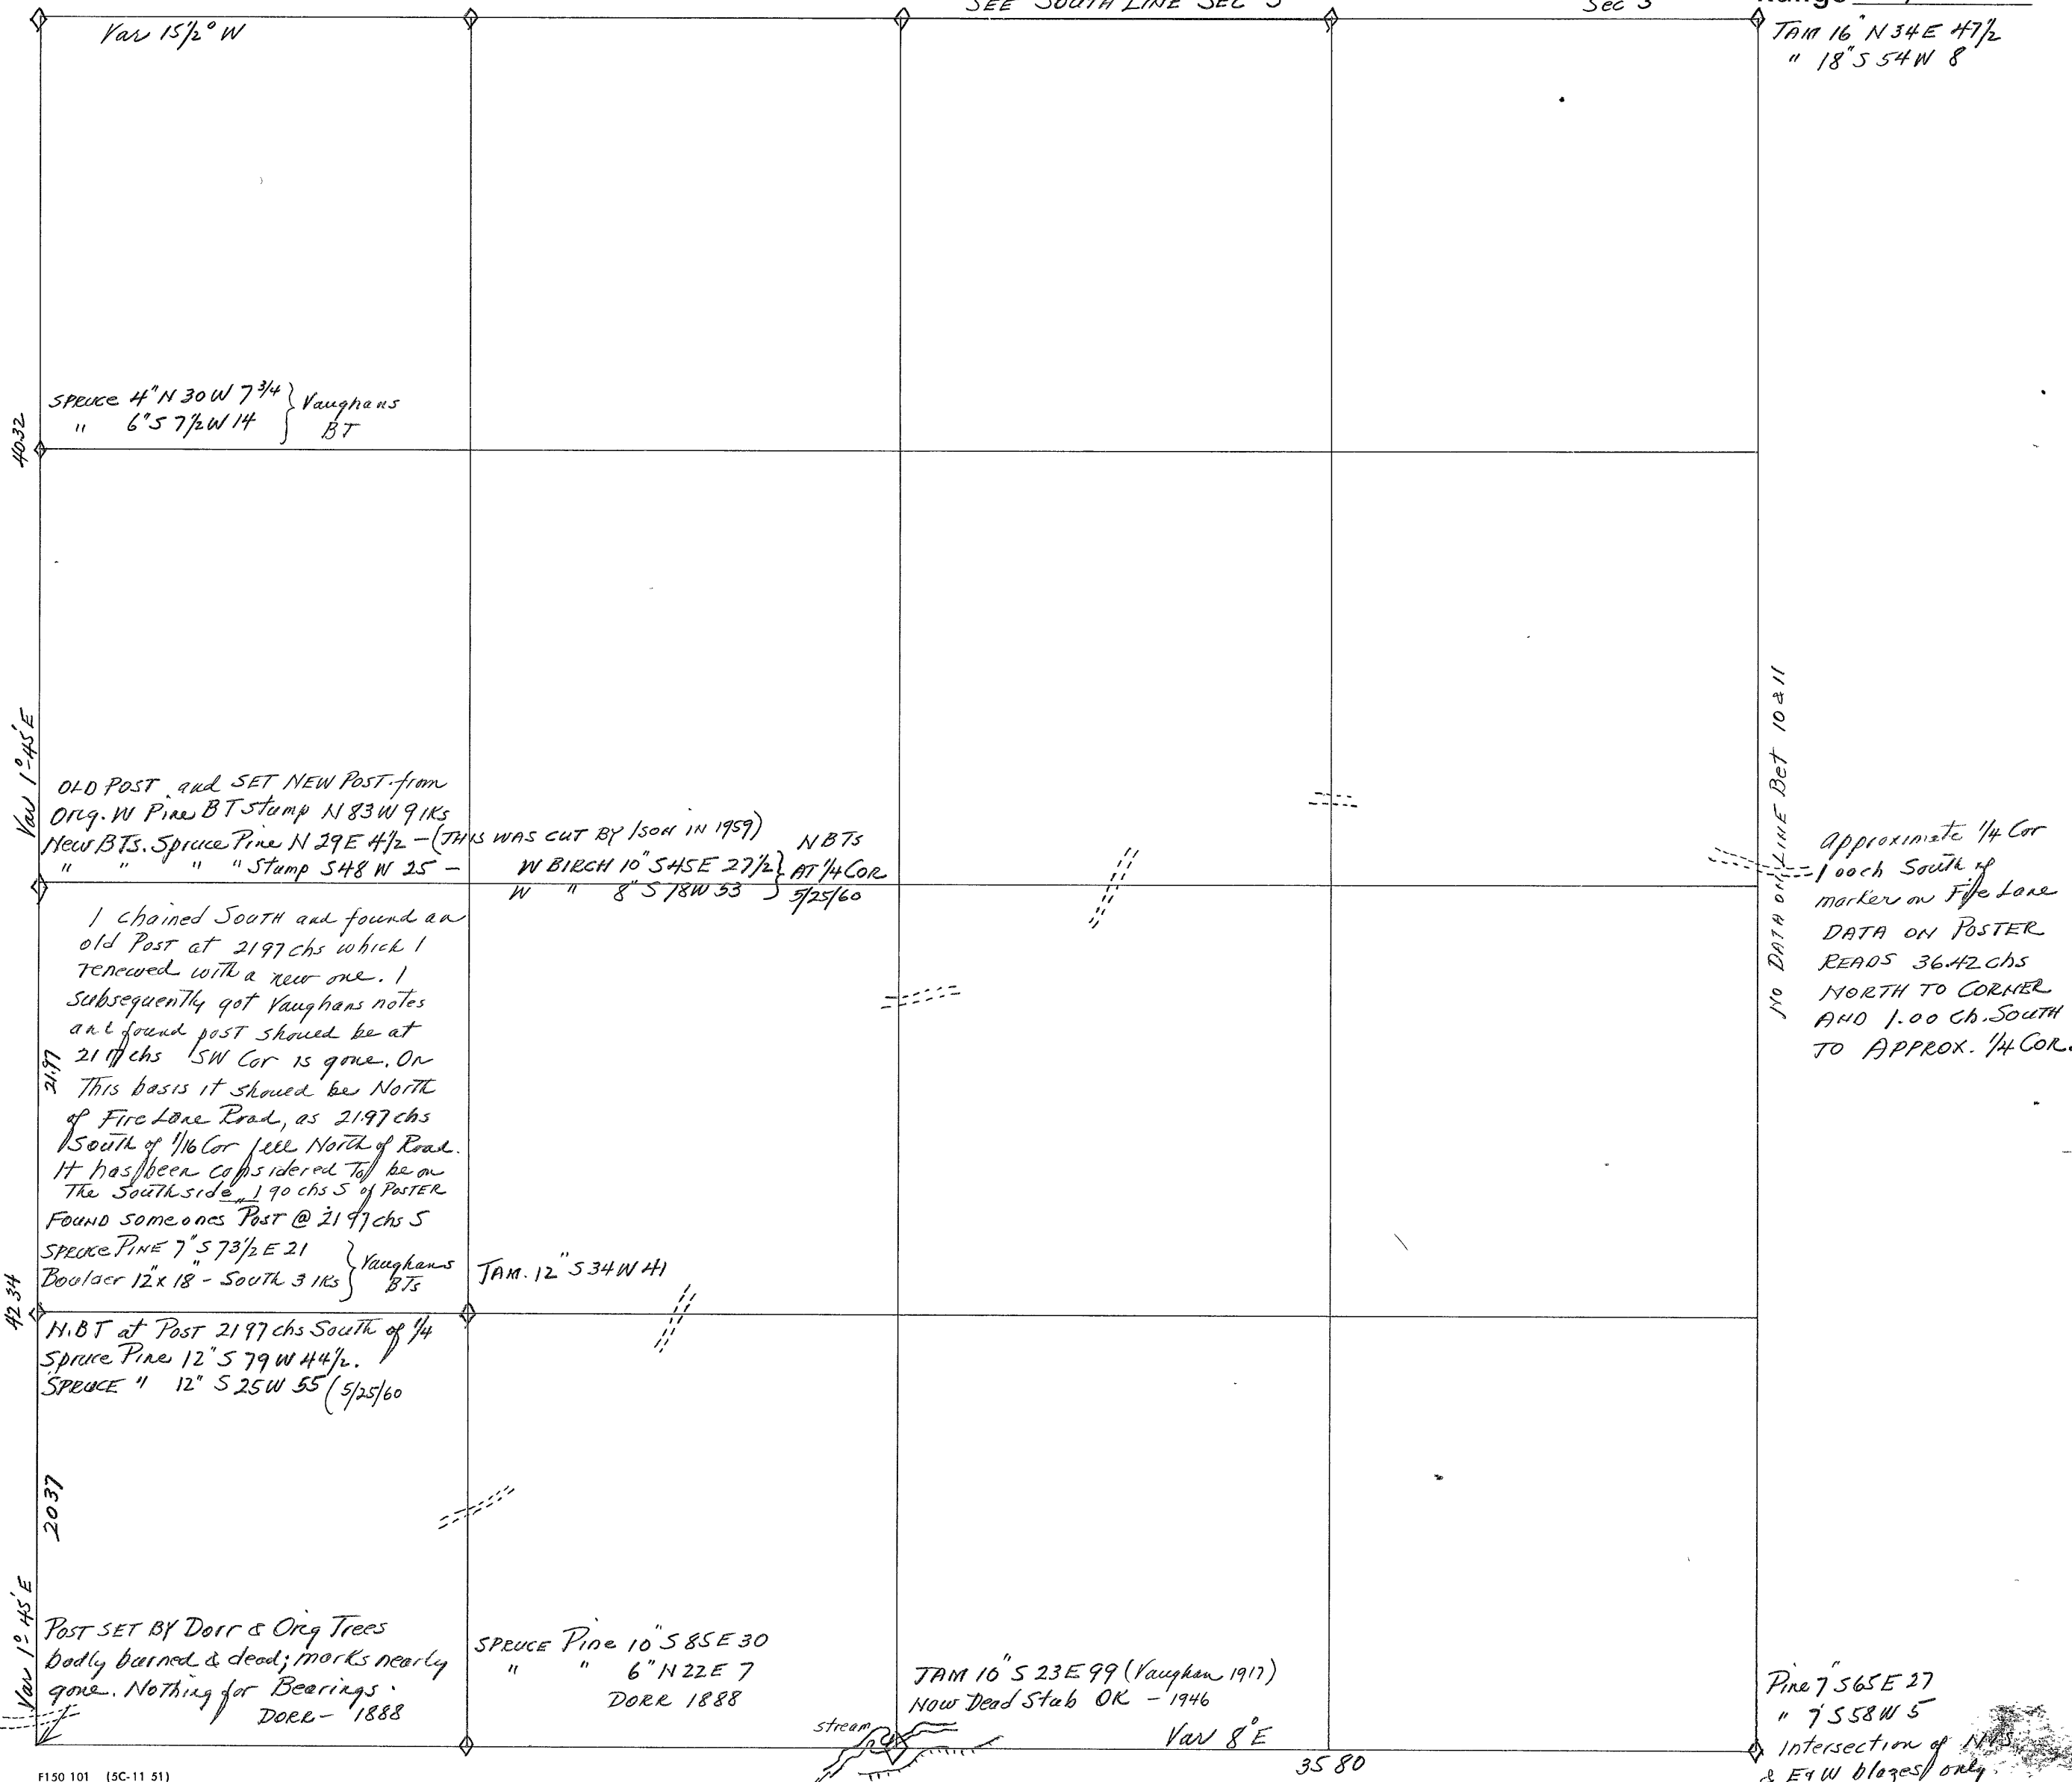 SEE SOUTH LINE SEC 3
Sec 3
Var 15½° W
TAM 16" N 34 E 47½
" 18" S 54 W 8
SPRUCE 4" N 30 W 7 3/4 } Vaughans
" 6" S 7½ W 14 } BT
4032
Var 1°-45' E
OLD POST and SET NEW POST from
Orig. W Pine BT Stump N 83 W 9 lks
New BTs. Spruce Pine N 29 E 4½ - (THIS WAS CUT BY ISON IN 1959)
" " " " Stump S 48 W 25 -
W BIRCH 10" S 45 E 27½ } N BTs
W " 8" S 78 W 53 } AT 1/4 COR
5/25/60
NO DATA ON LINE Bet 10 & 11
Approximate 1/4 Cor
1 00 ch South of
marker on Fire Lane
DATA ON POSTER
READS 36.42 chs
NORTH TO CORNER
AND 1.00 Ch. SOUTH
TO APPROX. 1/4 COR.
I chained SOUTH and found an
old Post at 21 97 chs which I
renewed with a new one. I
subsequently got Vaughans notes
and found post should be at
21 17 chs SW Cor is gone. On
This basis it should be North
of Fire Lane Road, as 21.97 chs
South of 1/16 Cor fell North of Road.
It has been considered To be on
The South side, 1 90 chs S of POSTER
FOUND someones Post @ 21 97 chs S
21.97
SPRUCE PINE 7" S 73½ E 21 } Vaughans
Boulder 12" x 18" - South 3 lks } BTs
TAM. 12" S 34 W 41
42 34
N.BT at Post 21 97 chs South of 1/4
Spruce Pine 12" S 79 W 44½.
SPRUCE " 12" S 25 W 55 (5/25/60
20 37
Var 1°-45' E
POST SET BY Dorr & Orig Trees
badly burned & dead; marks nearly
gone. Nothing for Bearings.
DORR - 1888
SPRUCE Pine 10" S 85 E 30
" " 6" N 22 E 7
DORR 1888
TAM 10" S 23 E 99 (Vaughan 1917)
Now Dead Stub OK - 1946
stream
Var 8° E
35 80
Pine 7" S 65 E 27
" 7" S 58 W 5
Intersection of N
& E & W blazes only.
F150 101 (5C-11 51)